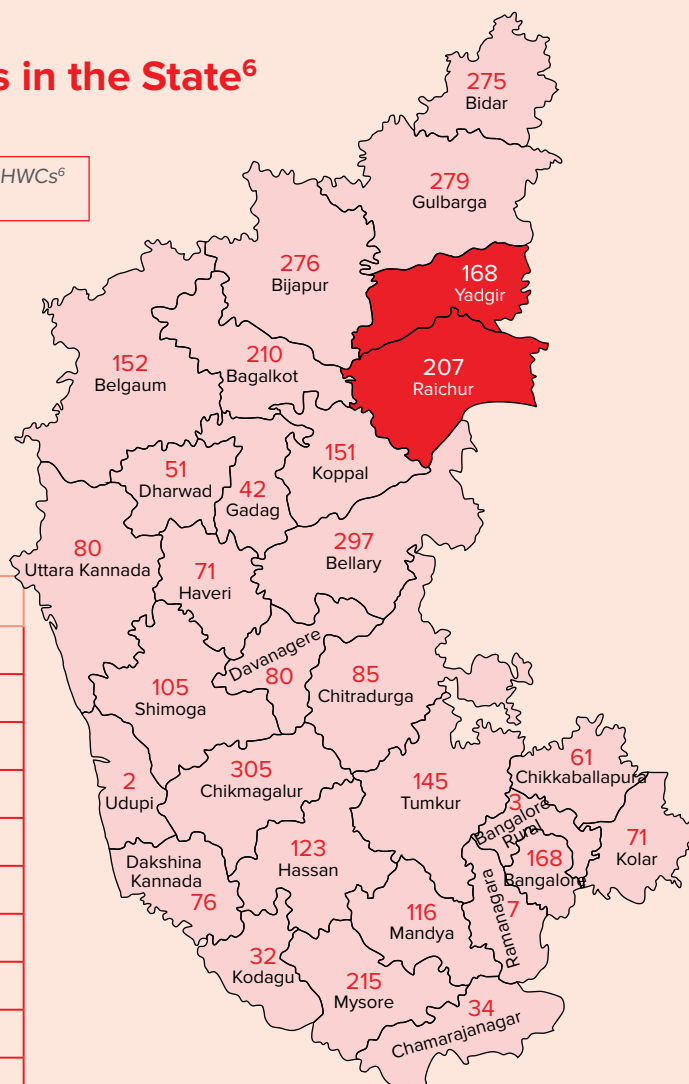 s in the State⁶
HWCs⁶
275
Bidar
279
Gulbarga
276
Bijapur
168
Yadgir
152
Belgaum
210
Bagalkot
207
Raichur
51
Dharwad
42
Gadag
151
Koppal
80
Uttara Kannada
71
Haveri
297
Bellary
Davanagere
80
105
Shimoga
85
Chitradurga
2
Udupi
305
Chikmagalur
145
Tumkur
61
Chikkaballapura
3
Bangalore
Rural
168
Bangalore
71
Kolar
Dakshina
Kannada
76
123
Hassan
116
Mandya
Ramanagara
7
32
Kodagu
215
Mysore
34
Chamarajanagar